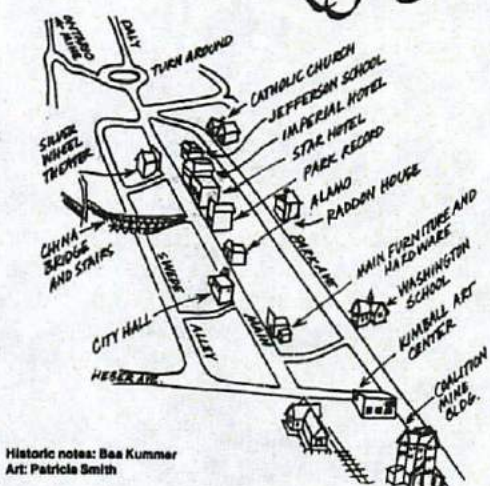 ONTARIO
MINE
DALY
TURN AROUND
CATHOLIC CHURCH
JEFFERSON SCHOOL
IMPERIAL HOTEL
STAR HOTEL
PARK RECORD
SILVER
WHEEL
THEATER
ALAMO
RADDON HOUSE
CHINA
BRIDGE
AND STAIRS
PARK AVE
MAIN FURNITURE AND
HARDWARE
WASHINGTON
SCHOOL
SWEDE
ALLEY
MAIN
CITY HALL
KIMBALL ART
CENTER
HEBER AVE.
COALITION
MINE
BLDG.
Historic notes: Bea Kummer
Art: Patricia Smith